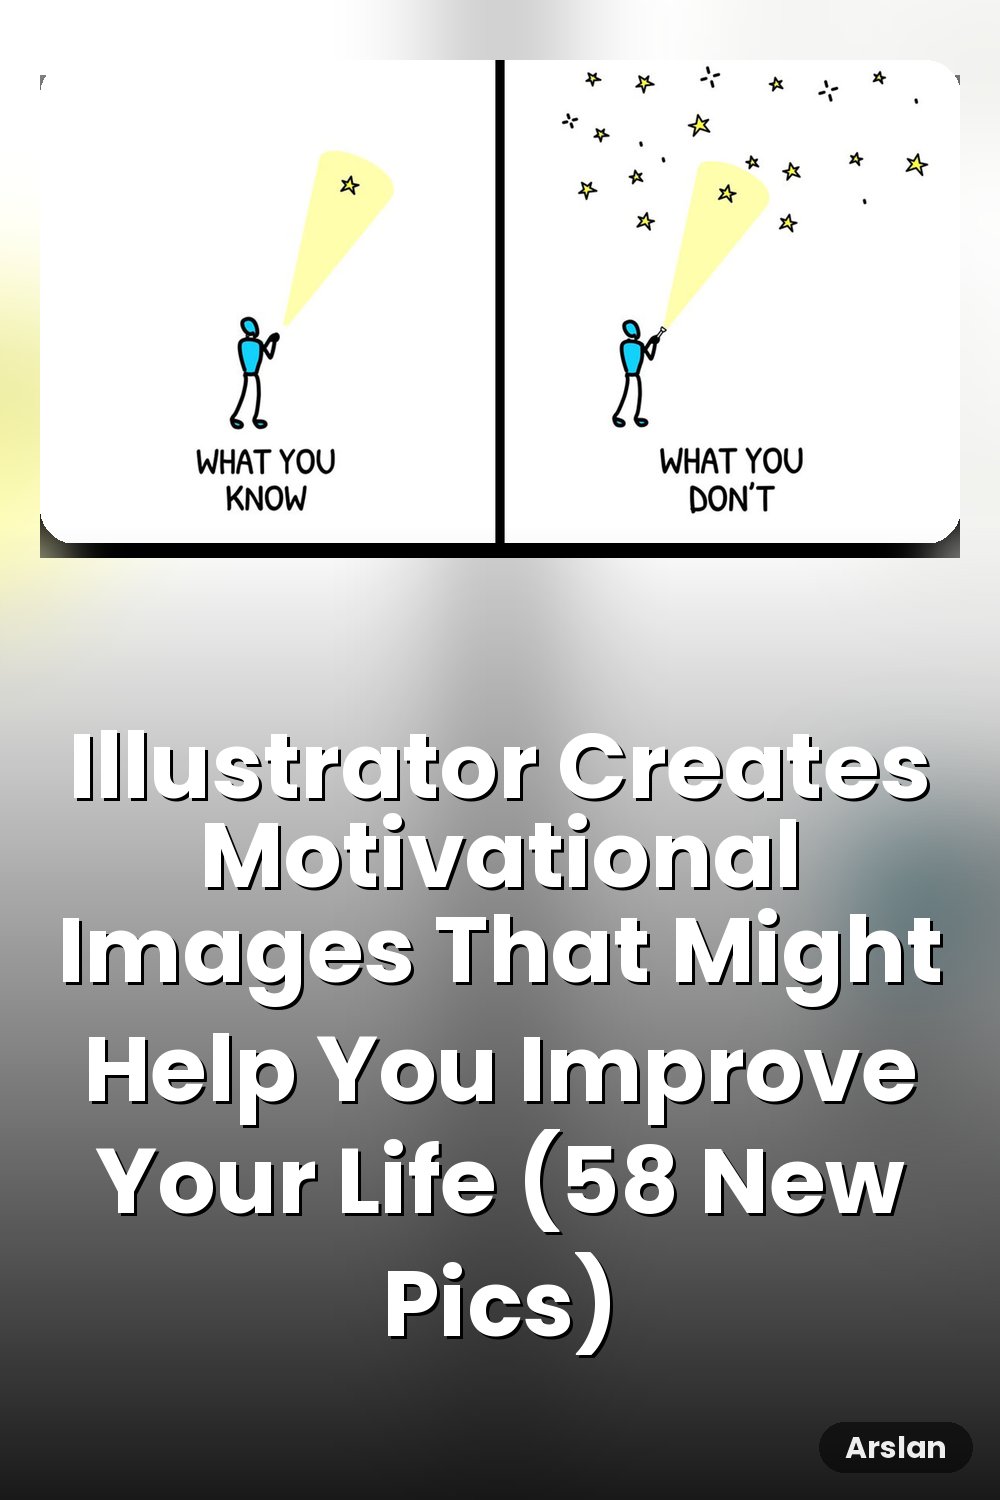 WHAT YOU
KNOW
WHAT YOU
DON'T
Illustrator Creates
Motivational
Images That Might
Help You Improve
Your Life (58 New
Pics)
Arslan